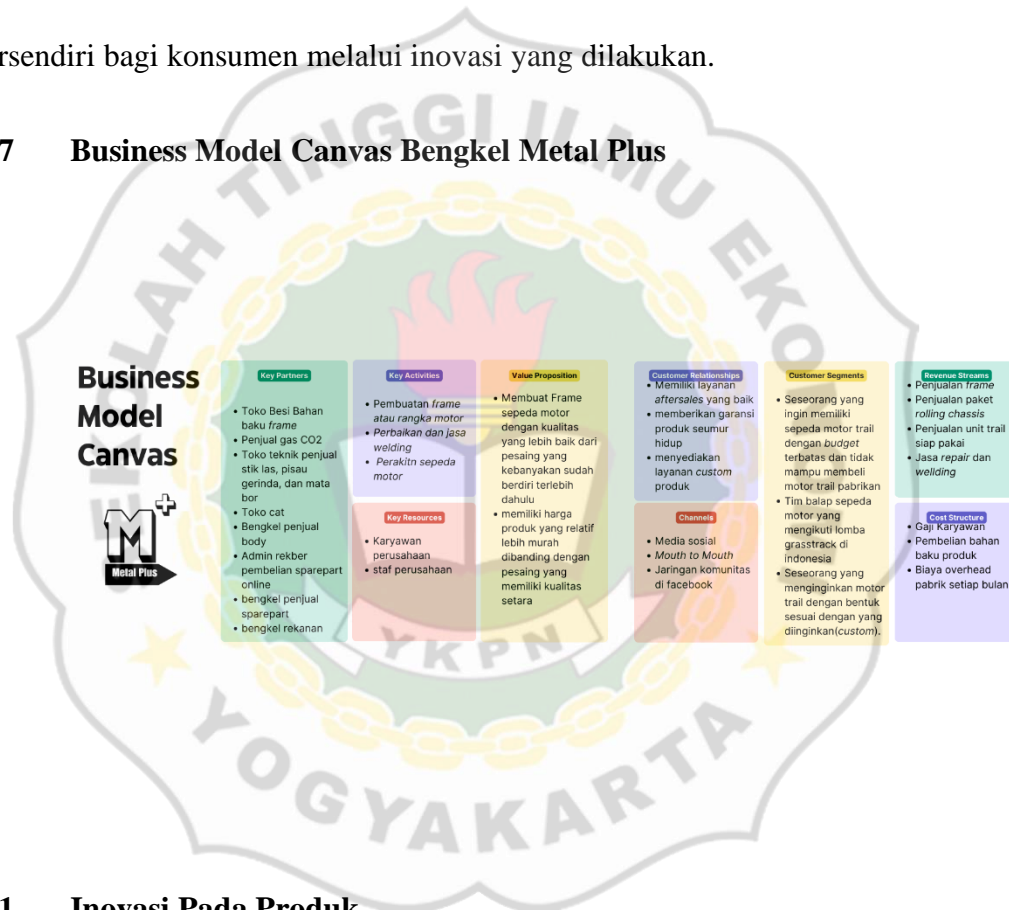 rsendiri bagi konsumen melalui inovasi yang dilakukan.
7 Business Model Canvas Bengkel Metal Plus
Business
Model
Canvas
M+
Metal Plus
Key Partners
• Toko Besi Bahan
baku frame
• Penjual gas CO2
• Toko teknik penjual
stik las, pisau
gerinda, dan mata
bor
• Toko cat
• Bengkel penjual
body
• Admin rekber
pembelian sparepart
online
• bengkel penjual
sparepart
• bengkel rekanan
Key Activities
• Pembuatan frame
atau rangka motor
• Perbaikan dan jasa
welding
• Perakitn sepeda
motor
Key Resources
• Karyawan
perusahaan
• staf perusahaan
Value Proposition
• Membuat Frame
sepeda motor
dengan kualitas
yang lebih baik dari
pesaing yang
kebanyakan sudah
berdiri terlebih
dahulu
• memiliki harga
produk yang relatif
lebih murah
dibanding dengan
pesaing yang
memiliki kualitas
setara
Customer Relationships
• Memiliki layanan
aftersales yang baik
• memberikan garansi
produk seumur
hidup
• menyediakan
layanan custom
produk
Channels
• Media sosial
• Mouth to Mouth
• Jaringan komunitas
di facebook
Customer Segments
• Seseorang yang
ingin memiliki
sepeda motor trail
dengan budget
terbatas dan tidak
mampu membeli
motor trail pabrikan
• Tim balap sepeda
motor yang
mengikuti lomba
grasstrack di
indonesia
• Seseorang yang
menginginkan motor
trail dengan bentuk
sesuai dengan yang
diinginkan(custom).
Revenue Streams
• Penjualan frame
• Penjualan paket
rolling chassis
• Penjualan unit trail
siap pakai
• Jasa repair dan
wellding
Cost Structure
• Gaji Karyawan
• Pembelian bahan
baku produk
• Biaya overhead
pabrik setiap bulan
SEKOLAH TINGGI ILMU EKO
YKPN
YOGYAKARTA
1 Inovasi Pada Produk